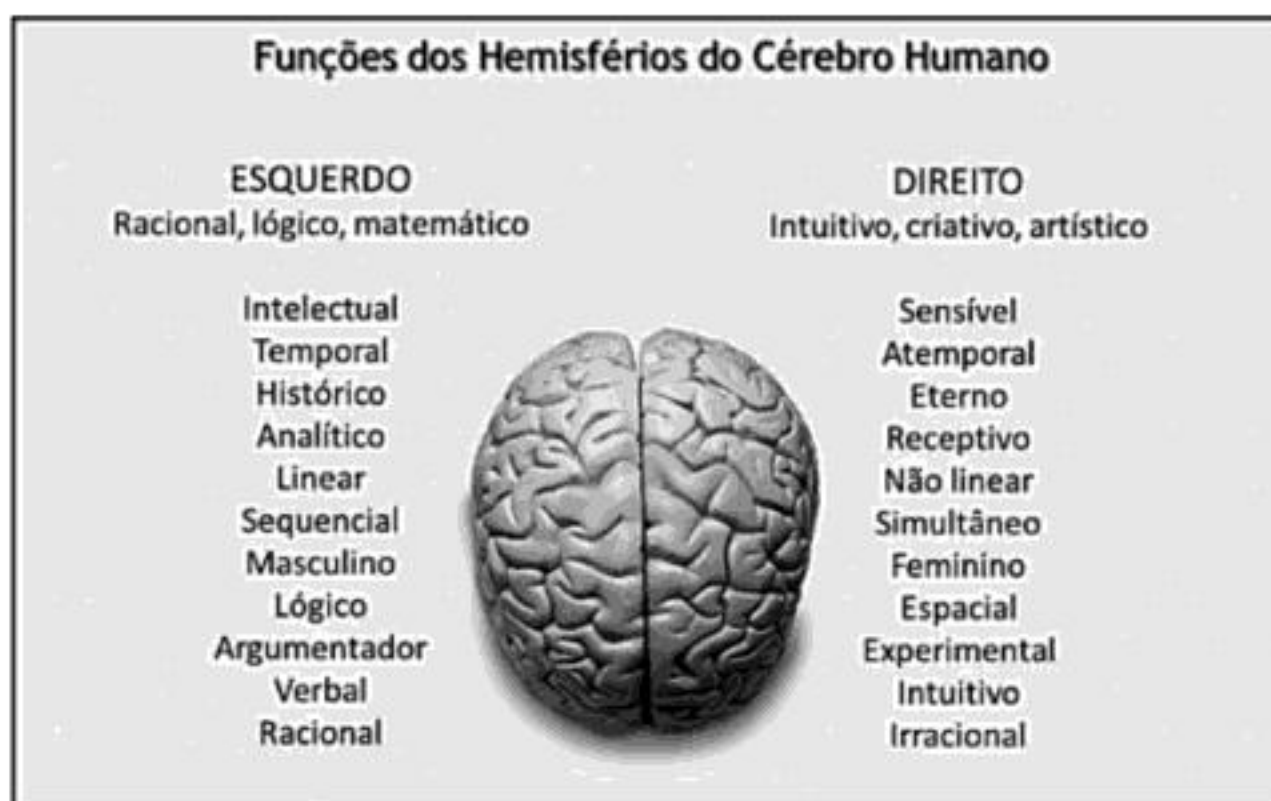 Funções dos Hemisférios do Cérebro Humano
ESQUERDO
Racional, lógico, matemático
Intelectual
Temporal
Histórico
Analítico
Linear
Sequencial
Masculino
Lógico
Argumentador
Verbal
Racional
DIREITO
Intuitivo, criativo, artístico
Sensível
Atemporal
Eterno
Receptivo
Não linear
Simultâneo
Feminino
Espacial
Experimental
Intuitivo
Irracional